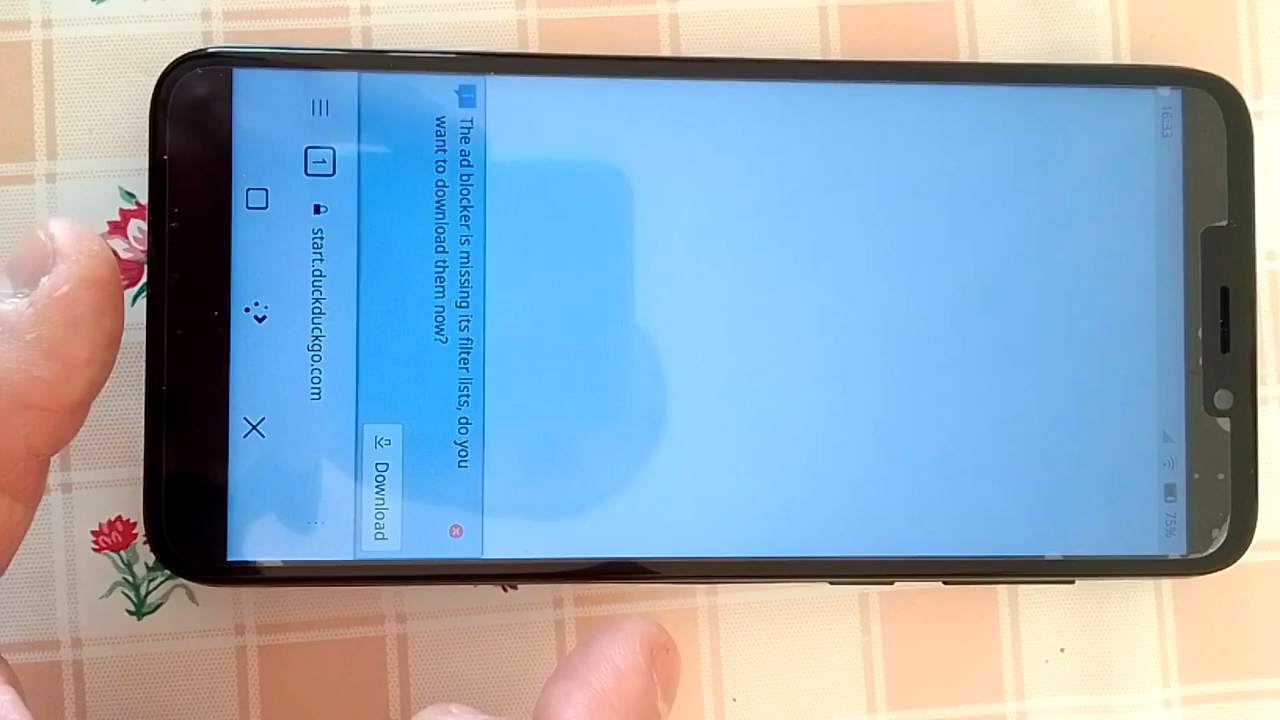 16:33
75%
The ad blocker is missing its filter lists, do you
want to download them now?
Download
1
start.duckduckgo.com